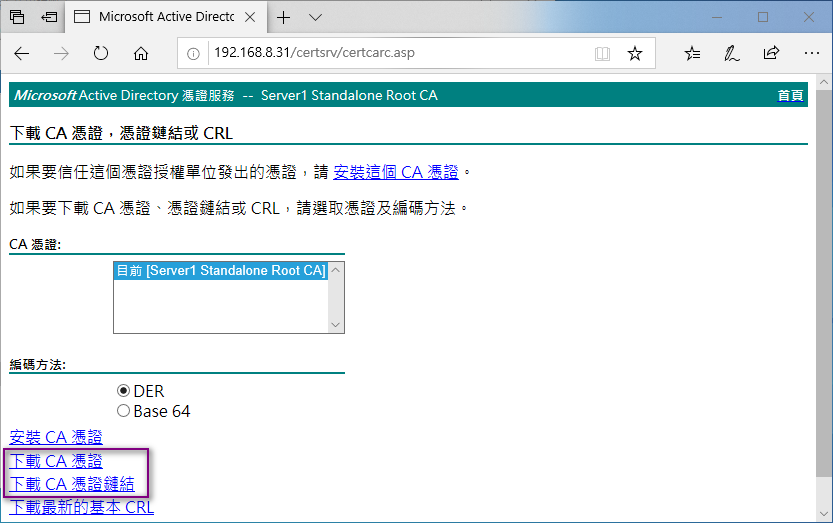 Microsoft Active Directo
192.168.8.31/certsrv/certcarc.asp
Microsoft Active Directory 憑證服務 -- Server1 Standalone Root CA 首頁
下載 CA 憑證，憑證鏈結或 CRL
如果要信任這個憑證授權單位發出的憑證，請 安裝這個 CA 憑證。
如果要下載 CA 憑證、憑證鏈結或 CRL，請選取憑證及編碼方法。
CA 憑證:
目前 [Server1 Standalone Root CA]
編碼方法:
DER
Base 64
安裝 CA 憑證
下載 CA 憑證
下載 CA 憑證鏈結
下載最新的基本 CRL